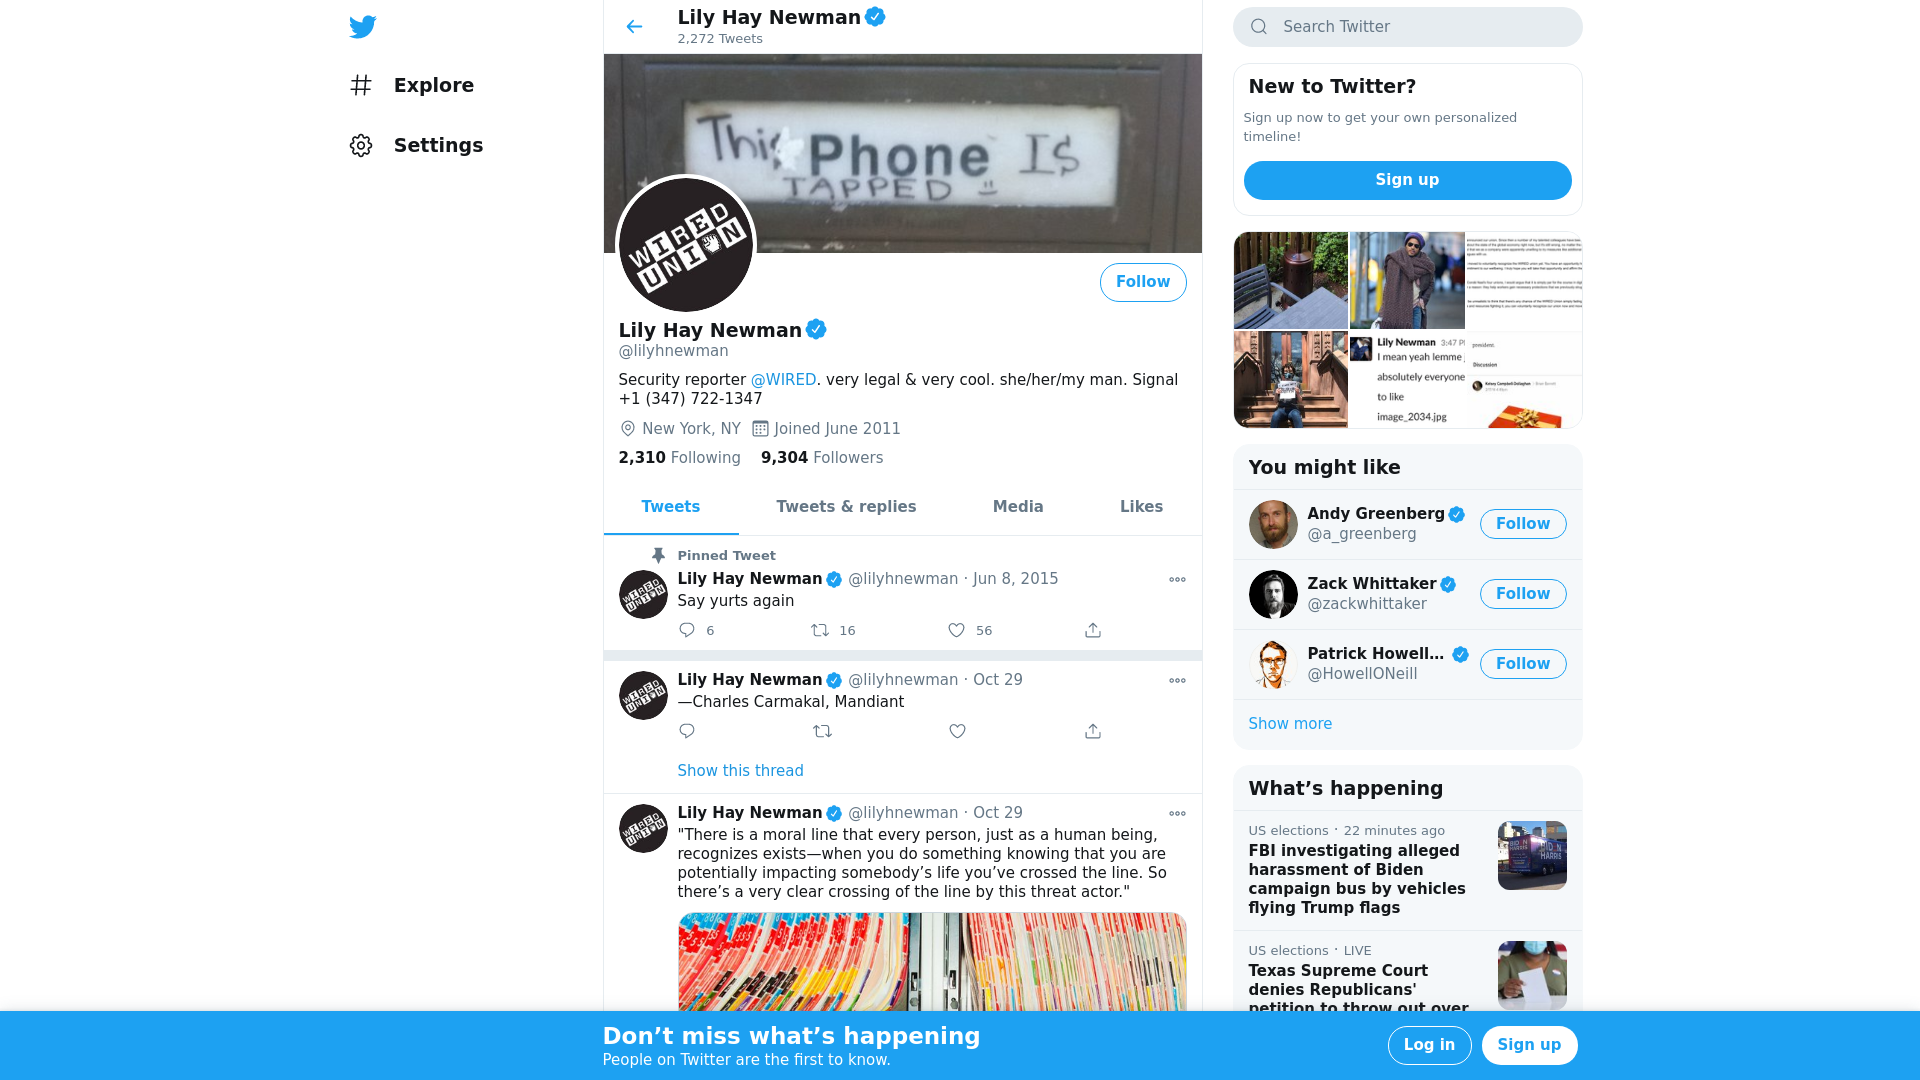 Explore
Settings
Lily Hay Newman
2,272 Tweets
This Phone Is
TAPPED
WIRED
UNION
Follow
Lily Hay Newman
@lilyhnewman
Security reporter @WIRED. very legal & very cool. she/her/my man. Signal
+1 (347) 722-1347
New York, NY Joined June 2011
2,310 Following 9,304 Followers
Tweets Tweets & replies Media Likes
Pinned Tweet
Lily Hay Newman @lilyhnewman · Jun 8, 2015
Say yurts again
6 16 56
Lily Hay Newman @lilyhnewman · Oct 29
—Charles Carmakal, Mandiant
Show this thread
Lily Hay Newman @lilyhnewman · Oct 29
"There is a moral line that every person, just as a human being,
recognizes exists—when you do something knowing that you are
potentially impacting somebody’s life you’ve crossed the line. So
there’s a very clear crossing of the line by this threat actor."
Search Twitter
New to Twitter?
Sign up now to get your own personalized
timeline!
Sign up
Lily Newman 3:47
I mean yeah lemme
absolutely everyone
to like
image_2034.jpg
president.
Discussion
You might like
Andy Greenberg
@a_greenberg
Follow
Zack Whittaker
@zackwhittaker
Follow
Patrick Howell...
@HowellONeill
Follow
Show more
What’s happening
US elections · 22 minutes ago
FBI investigating alleged
harassment of Biden
campaign bus by vehicles
flying Trump flags
US elections · LIVE
Texas Supreme Court
denies Republicans'
petition to throw out over
Don’t miss what’s happening
People on Twitter are the first to know.
Log in
Sign up